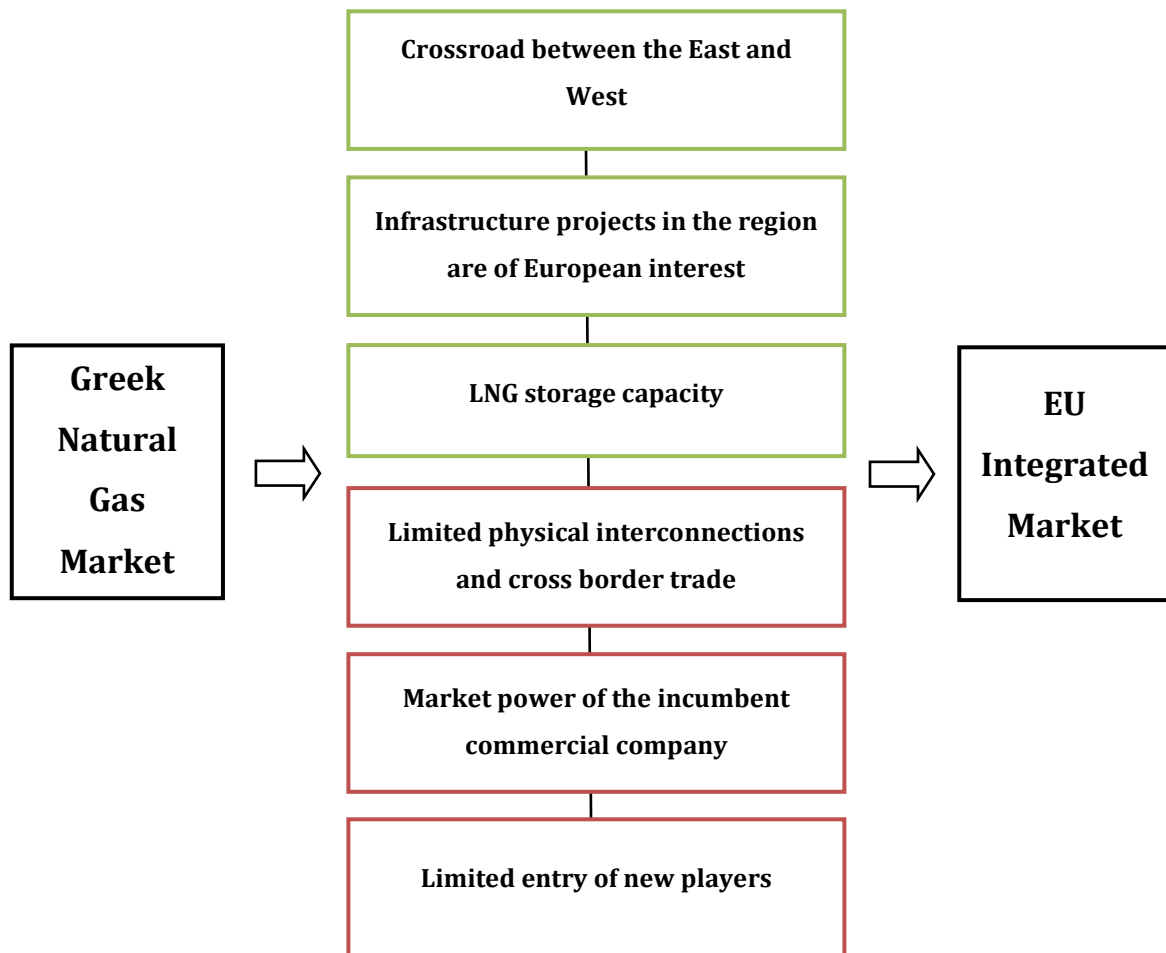 Greek
Natural
Gas
Market
Crossroad between the East and
West
Infrastructure projects in the region
are of European interest
LNG storage capacity
Limited physical interconnections
and cross border trade
Market power of the incumbent
commercial company
Limited entry of new players
EU
Integrated
Market